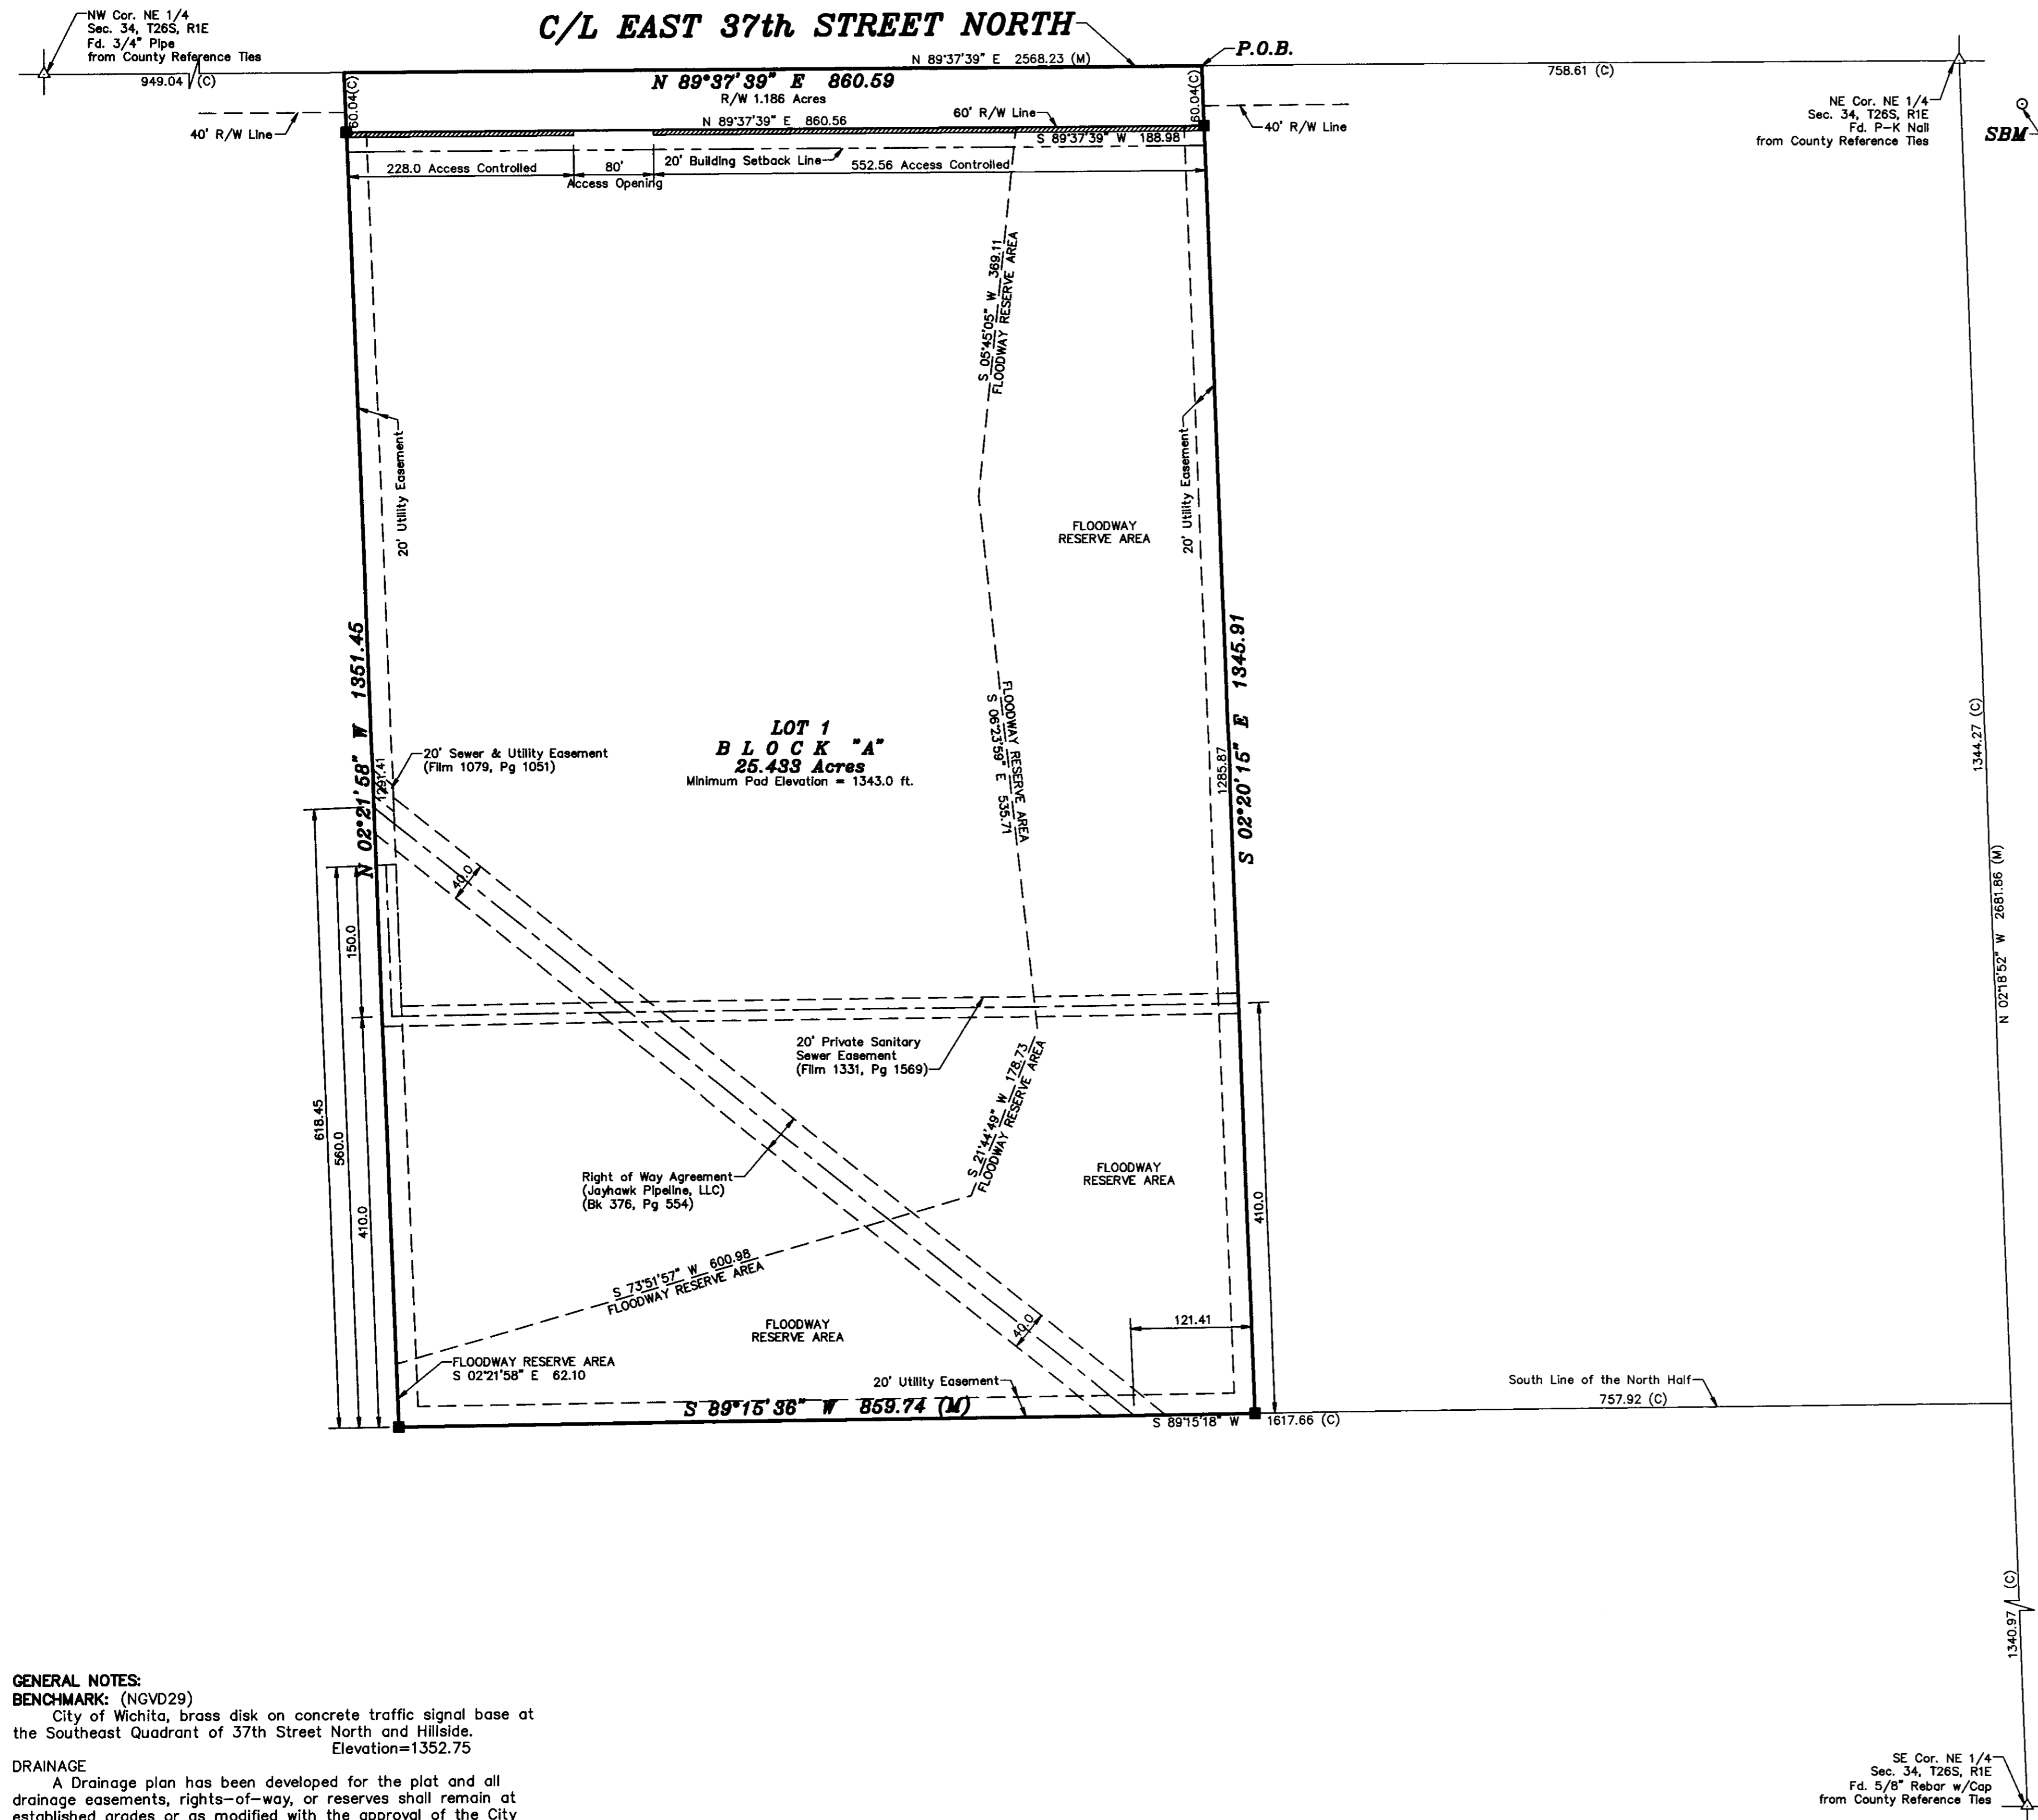 NW Cor. NE 1/4
Sec. 34, T26S, R1E
Fd. 3/4" Pipe
from County Reference Ties
C/L EAST 37th STREET NORTH
P.O.B.
N 89°37'39" E 2568.23 (M)
949.04 (C)
N 89°37'39" E 860.59
R/W 1.186 Acres
758.61 (C)
60.04(C)
60.04(C)
NE Cor. NE 1/4
Sec. 34, T26S, R1E
Fd. P-K Nail
from County Reference Ties
SBM
40' R/W Line
N 89°37'39" E 860.56
60' R/W Line
40' R/W Line
S 89°37'39" W 188.98
228.0 Access Controlled
80'
Access Opening
20' Building Setback Line
552.56 Access Controlled
S 05°45'05" W 369.11
FLOODWAY RESERVE AREA
20' Utility Easement
20' Utility Easement
FLOODWAY
RESERVE AREA
N 02°21'58" W 1351.45
1291.41
S 02°20'15" E 1345.91
1285.87
FLOODWAY RESERVE AREA
S 06°23'59" E 535.71
LOT 1
BLOCK "A"
25.433 Acres
Minimum Pad Elevation = 1343.0 ft.
20' Sewer & Utility Easement
(Film 1079, Pg 1051)
1344.27 (C)
N 02°18'52" W 2681.86 (M)
40.0
150.0
20' Private Sanitary
Sewer Easement
(Film 1331, Pg 1569)
S 21°44'49" W 178.73
FLOODWAY RESERVE AREA
618.45
560.0
410.0
Right of Way Agreement
(Jayhawk Pipeline, LLC)
(Bk 376, Pg 554)
FLOODWAY
RESERVE AREA
410.0
S 73°51'57" W 600.98
FLOODWAY RESERVE AREA
FLOODWAY
RESERVE AREA
40.0
121.41
FLOODWAY RESERVE AREA
S 02°21'58" E 62.10
20' Utility Easement
S 89°15'36" W 859.74 (M)
S 89°15'18" W 1617.66 (C)
South Line of the North Half
757.92 (C)
1340.97 (C)
GENERAL NOTES:
BENCHMARK: (NGVD29)
City of Wichita, brass disk on concrete traffic signal base at
the Southeast Quadrant of 37th Street North and Hillside.
Elevation=1352.75
DRAINAGE
A Drainage plan has been developed for the plat and all
drainage easements, rights-of-way, or reserves shall remain at
established grades or as modified with the approval of the City
SE Cor. NE 1/4
Sec. 34, T26S, R1E
Fd. 5/8" Rebar w/Cap
from County Reference Ties